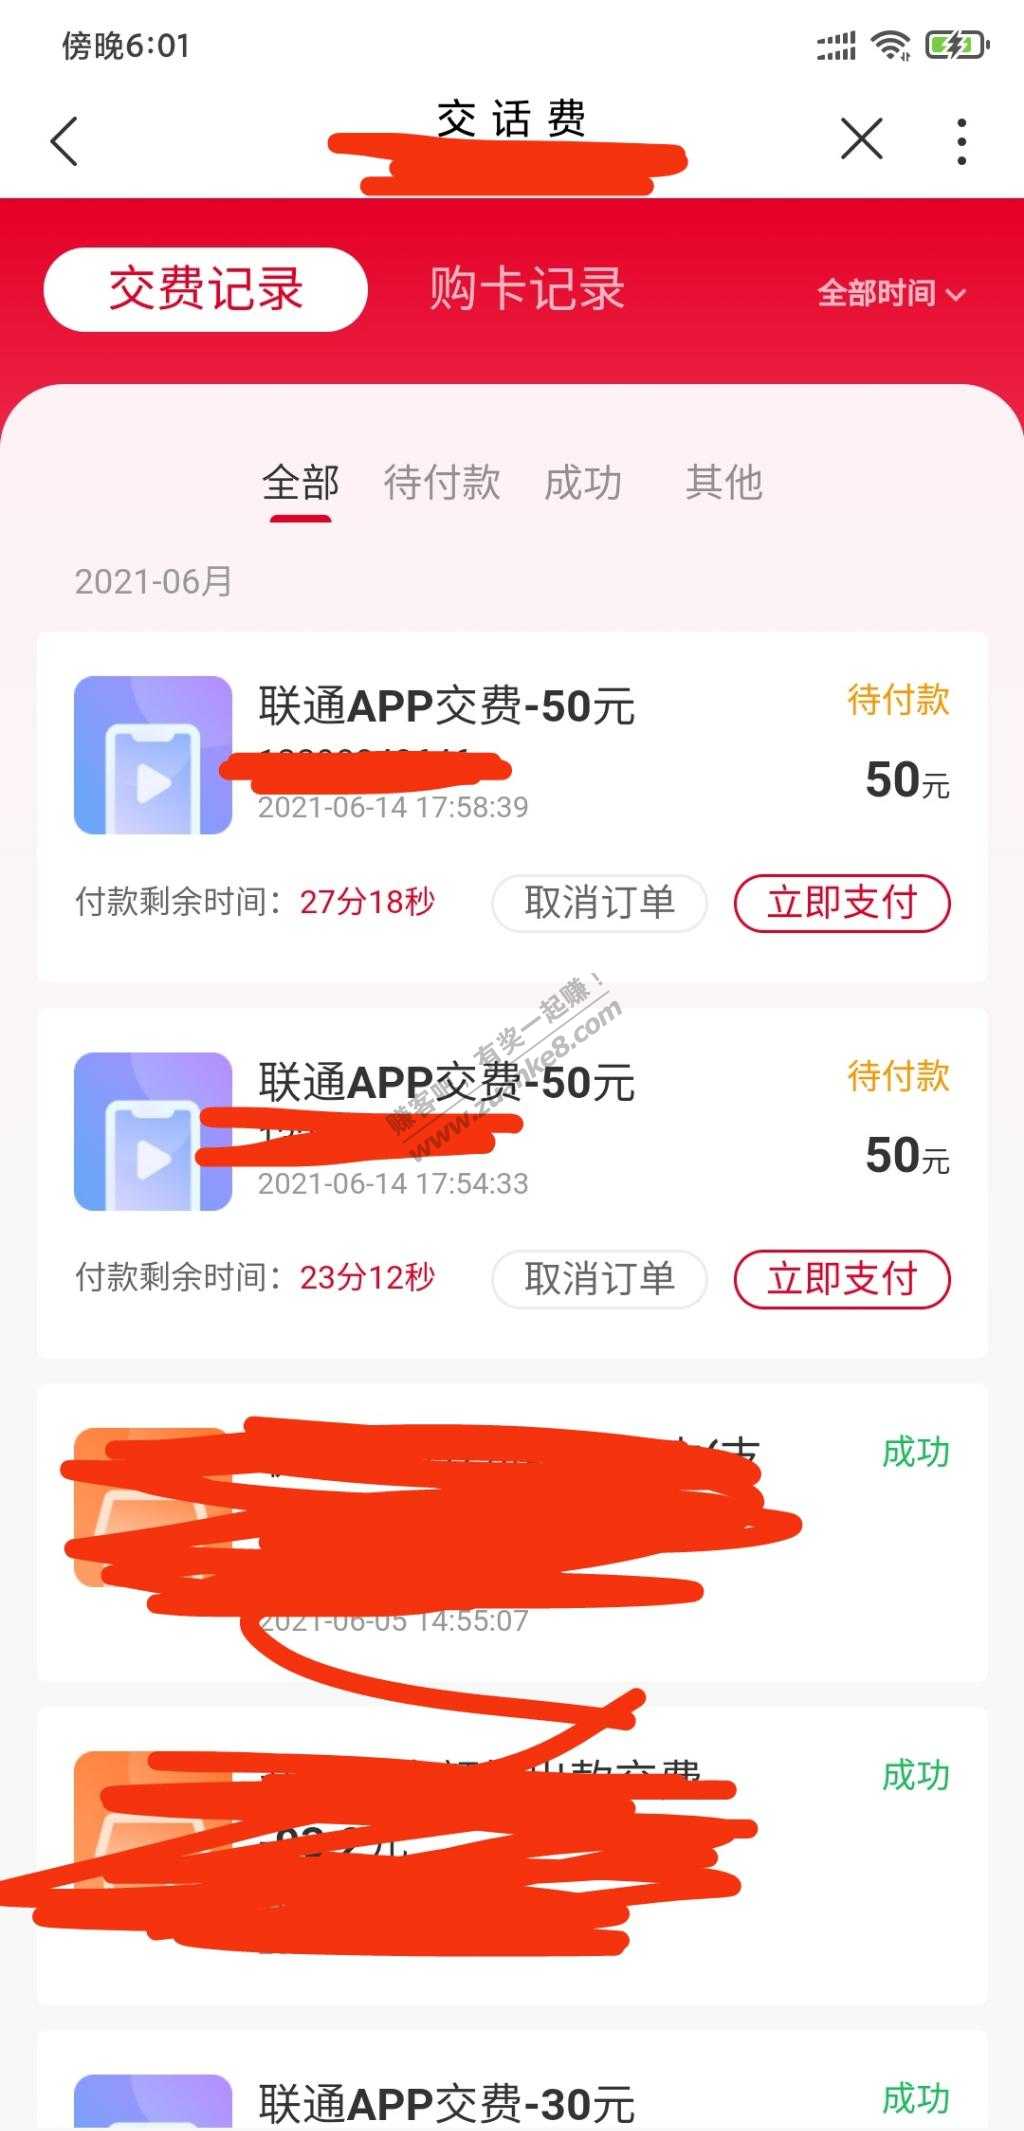 傍晚6:01
交话费
交费记录
购卡记录
全部时间
全部
待付款
成功
其他
2021-06月
联通APP交费-50元
待付款
2021-06-14 17:58:39
50元
付款剩余时间：27分18秒
取消订单
立即支付
赚客吧，有奖一起赚！
www.zuanke8.com
联通APP交费-50元
待付款
2021-06-14 17:54:33
50元
付款剩余时间：23分12秒
取消订单
立即支付
成功
2021-06-05 14:55:07
成功
联通APP交费-30元
成功